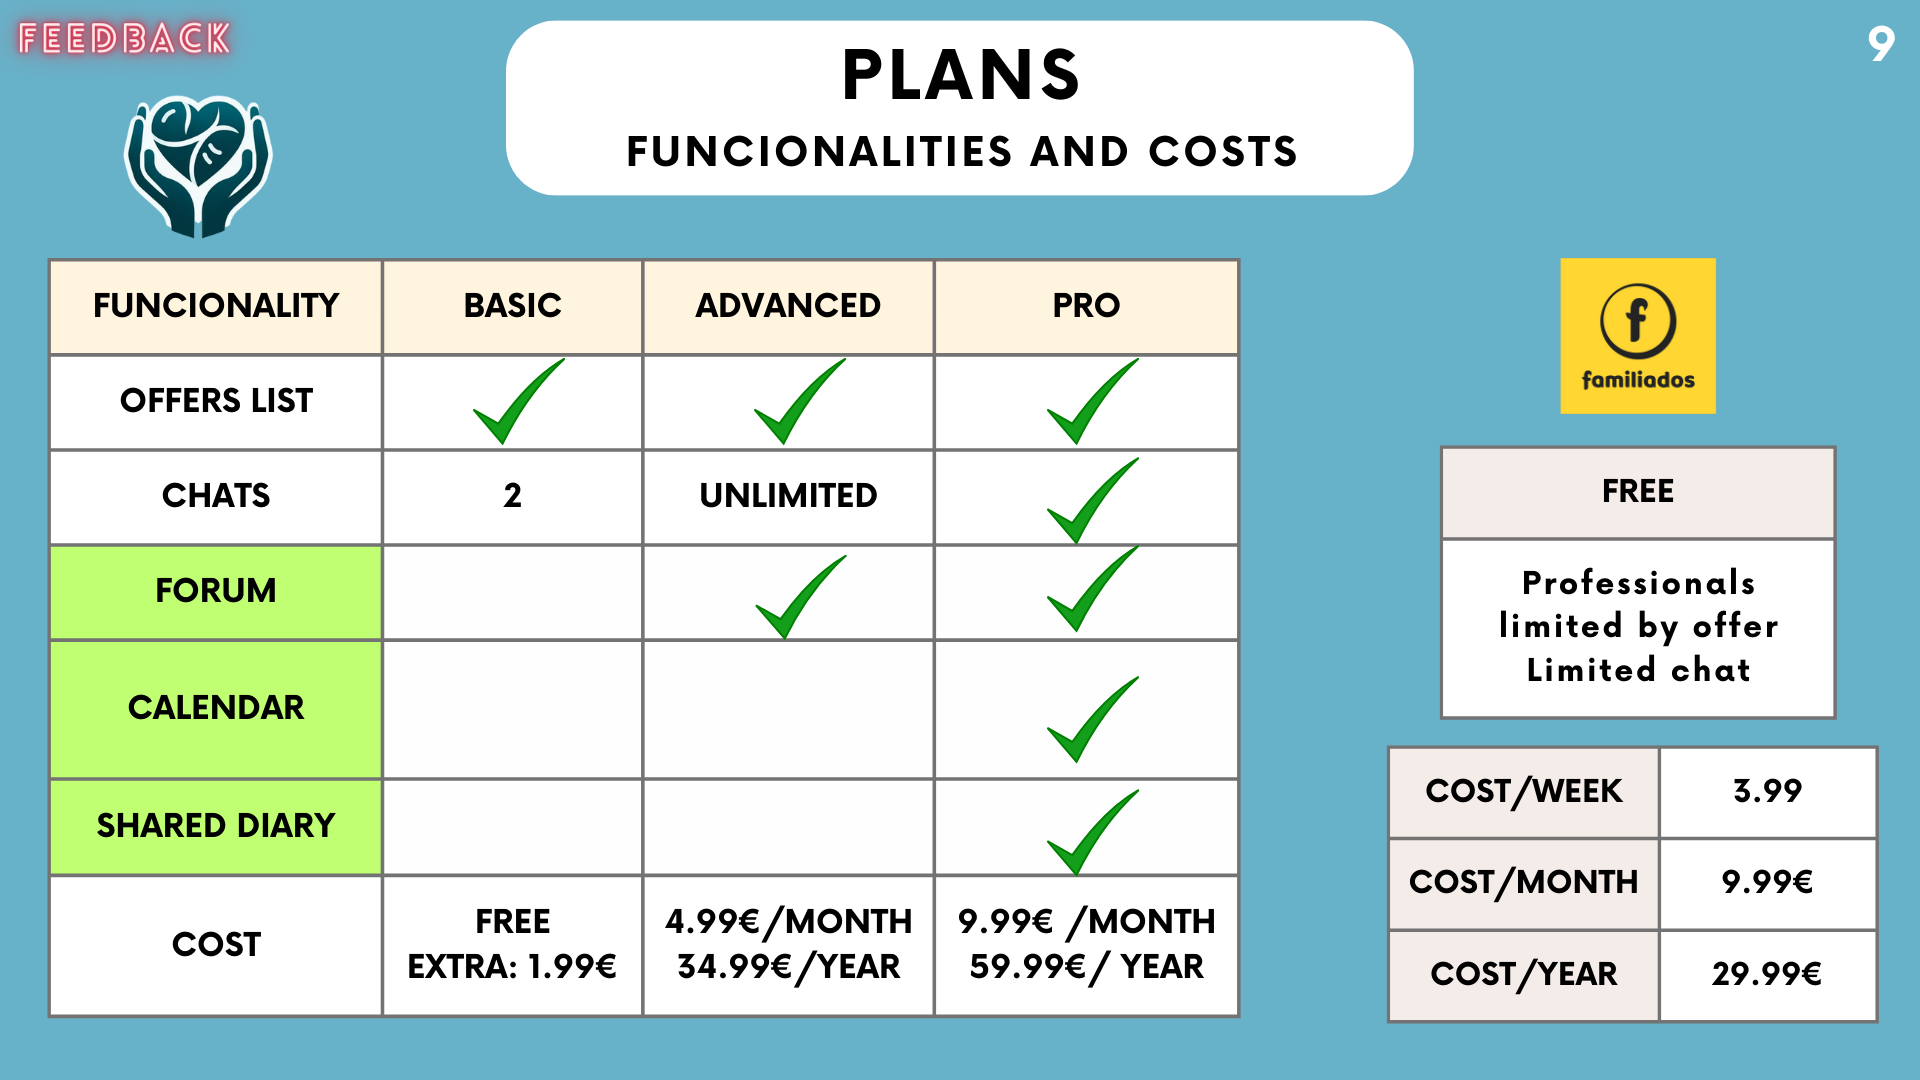 FEEDBACK
9
PLANS
FUNCIONALITIES AND COSTS
FUNCIONALITY BASIC ADVANCED PRO
OFFERS LIST
CHATS 2 UNLIMITED
FORUM
CALENDAR
SHARED DIARY
COST
FREE
EXTRA: 1.99€
4.99€/MONTH
34.99€/YEAR
9.99€ /MONTH
59.99€/ YEAR
f
familiados
FREE
Professionals
limited by offer
Limited chat
COST/WEEK 3.99
COST/MONTH 9.99€
COST/YEAR 29.99€